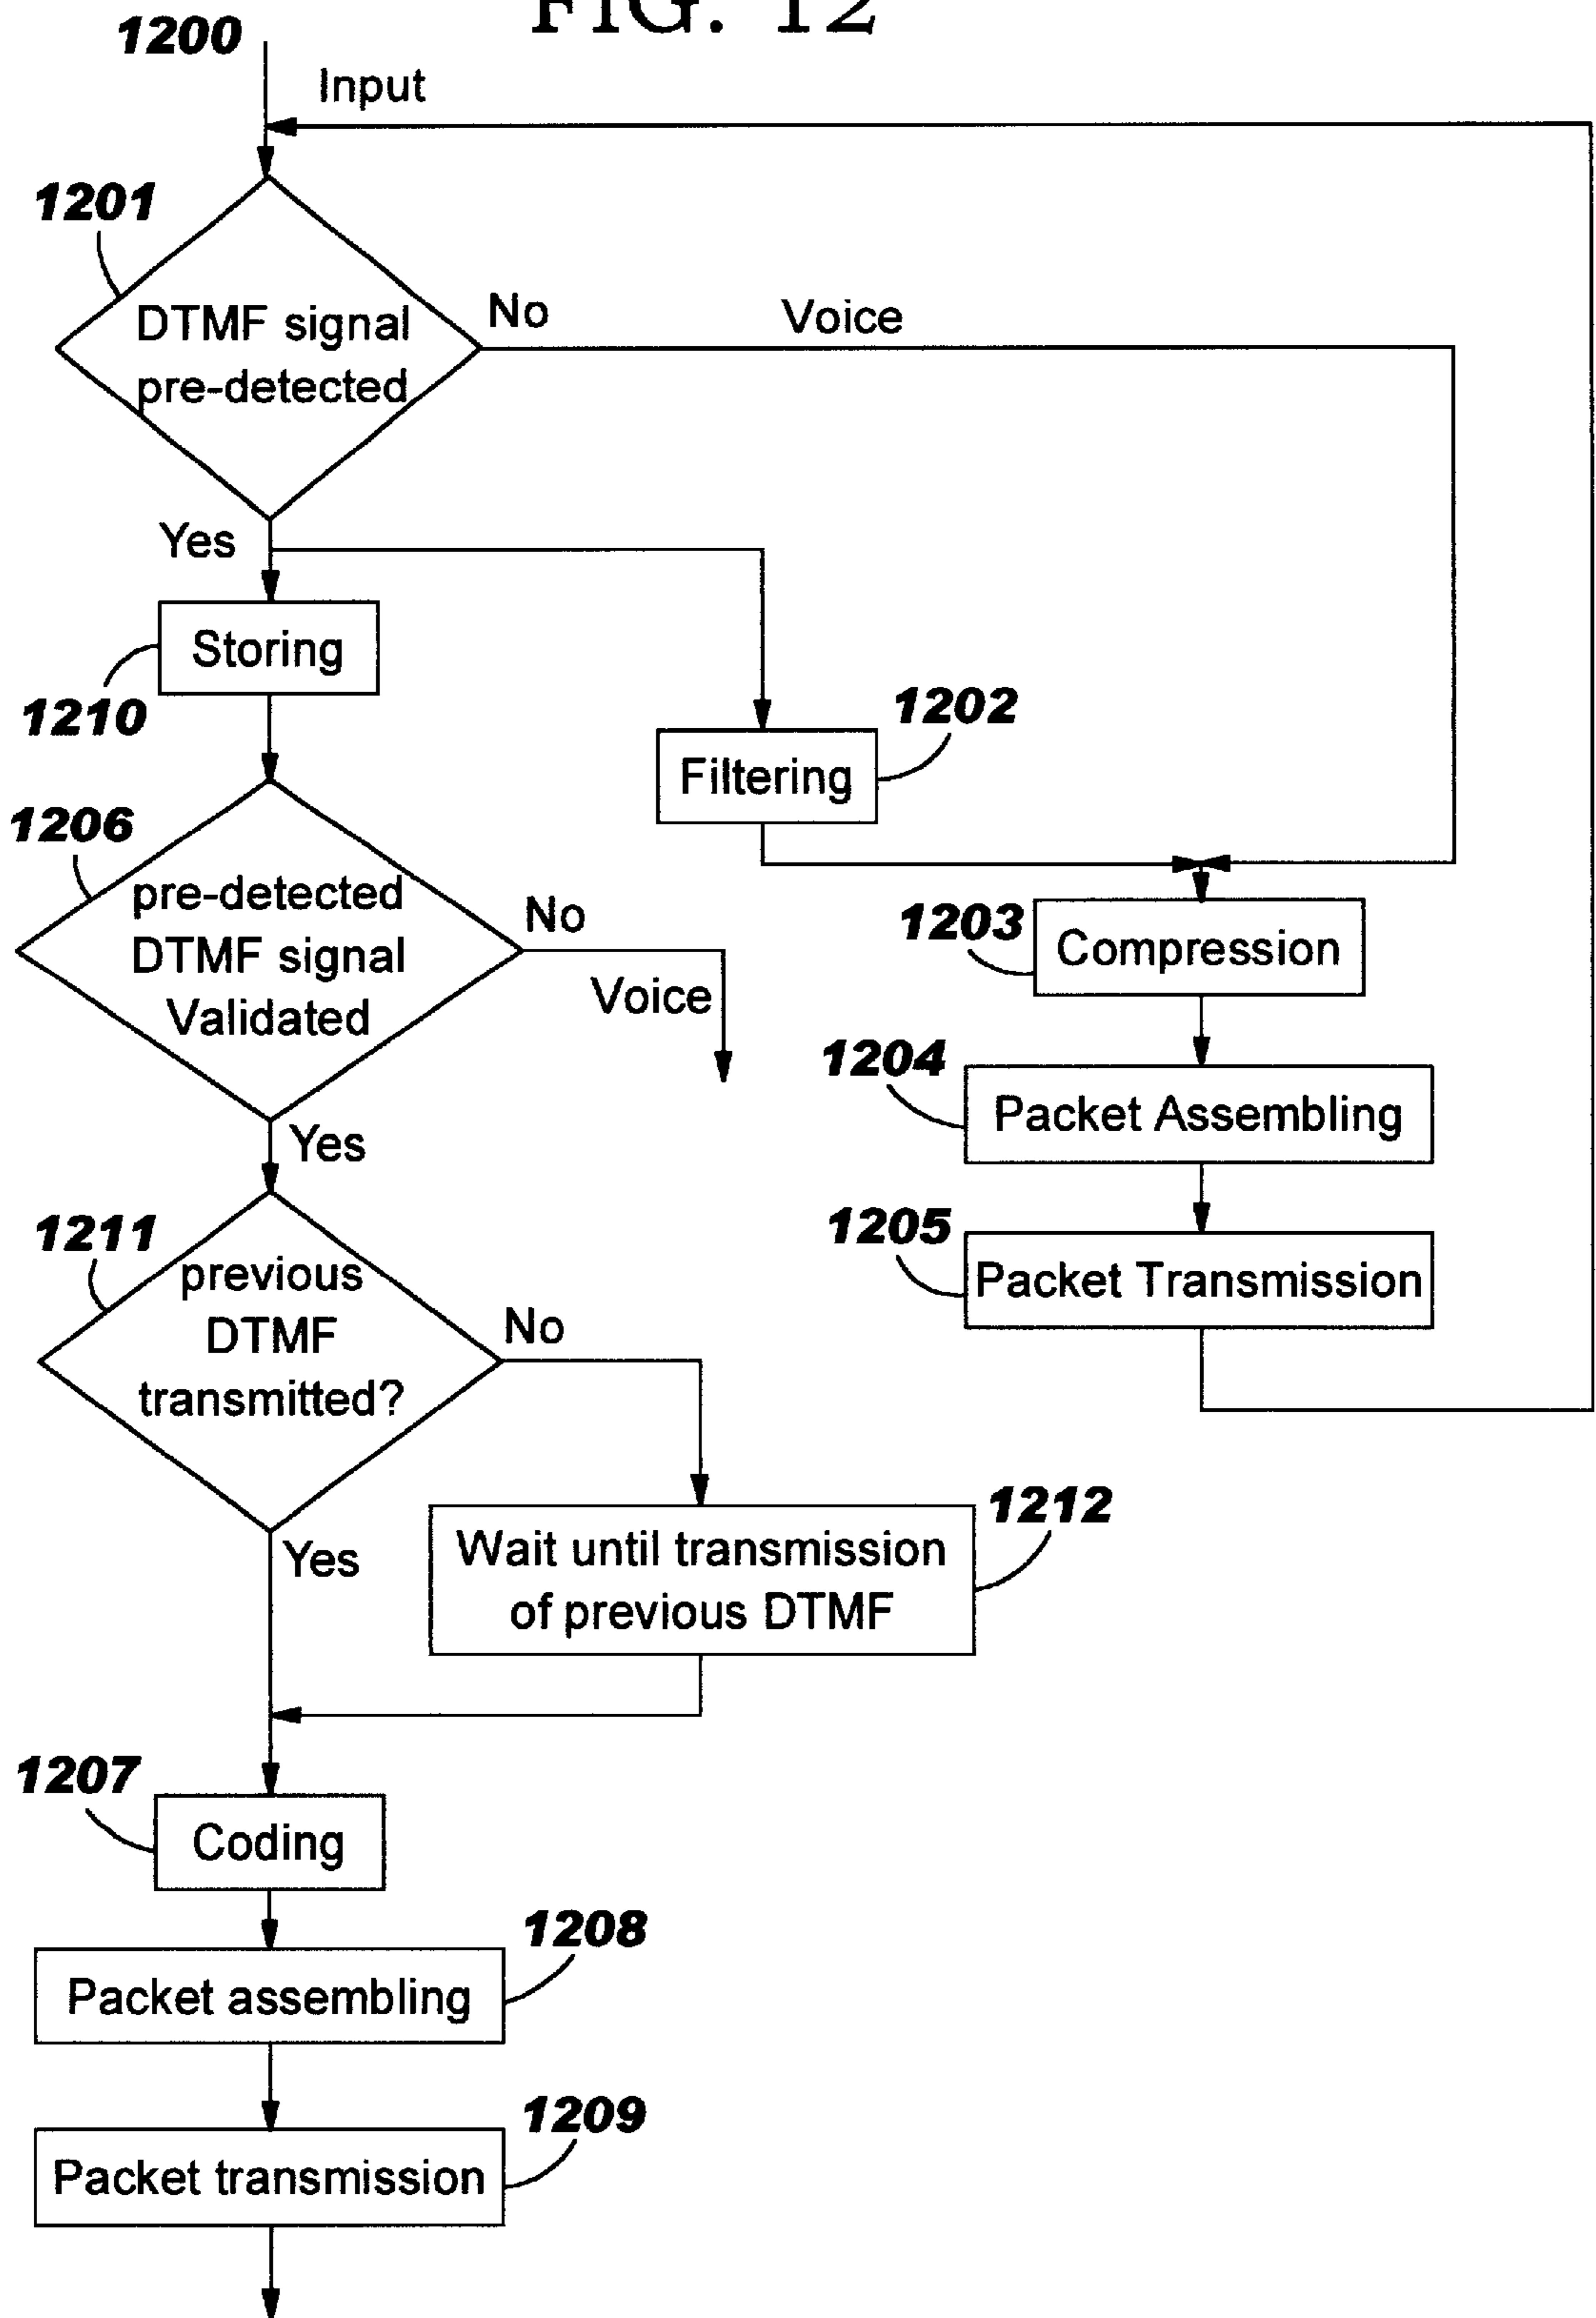 FIG. 12
1200
Input
1201
DTMF signal
pre-detected
No
Voice
Yes
Storing
1210
1202
Filtering
1206
pre-detected
DTMF signal
Validated
No
Voice
1203
Compression
1204
Packet Assembling
Yes
1205
Packet Transmission
1211
previous
DTMF
transmitted?
No
1212
Wait until transmission
of previous DTMF
Yes
1207
Coding
1208
Packet assembling
1209
Packet transmission